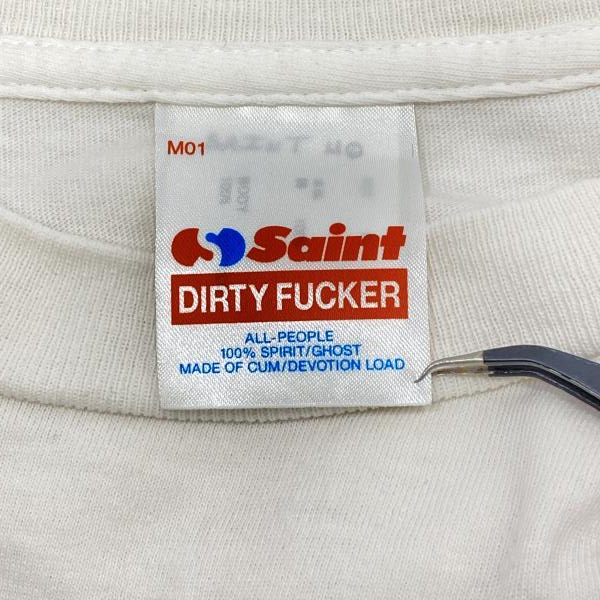 M01
Saint
DIRTY FUCKER
ALL-PEOPLE
100% SPIRIT/GHOST
MADE OF CUM/DEVOTION LOAD